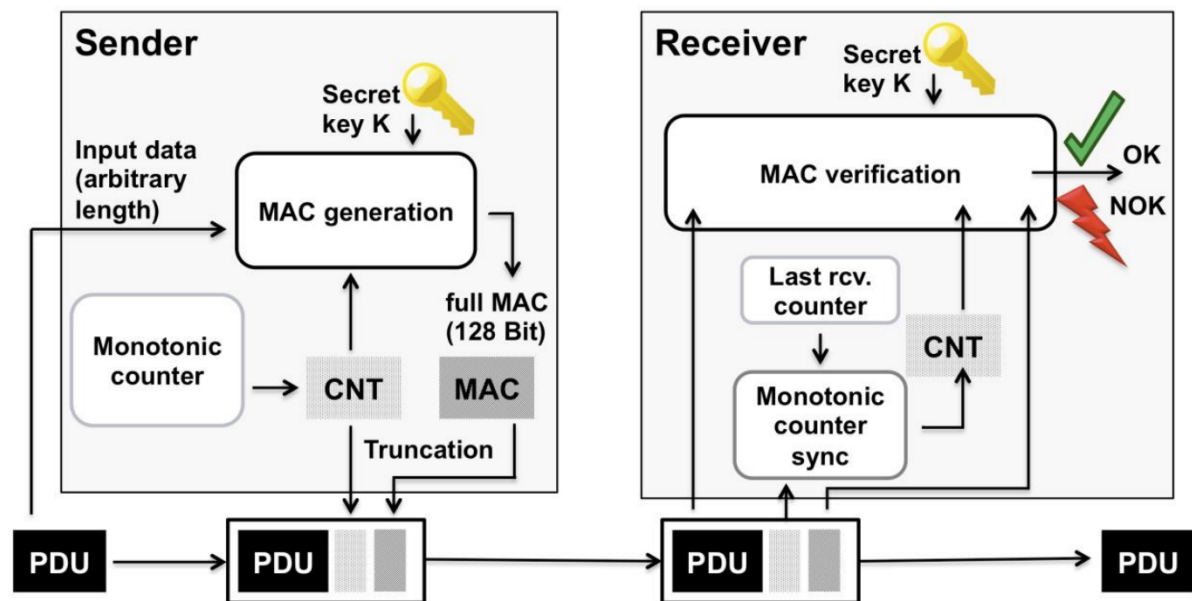 Sender
Secret
key K
Input data
(arbitrary
length)
MAC generation
full MAC
(128 Bit)
Monotonic
counter
CNT
MAC
Truncation
PDU
PDU
Receiver
Secret
key K
MAC verification
OK
NOK
Last rcv.
counter
CNT
Monotonic
counter
sync
PDU
PDU